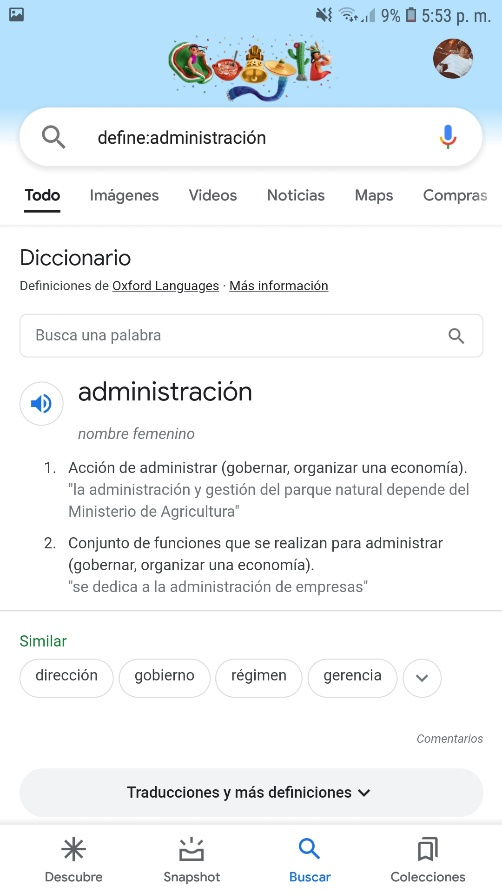 9% 5:53 p. m.
define:administración
Todo Imágenes Videos Noticias Maps Compras
Diccionario
Definiciones de Oxford Languages · Más información
Busca una palabra
administración
nombre femenino
1. Acción de administrar (gobernar, organizar una economía).
"la administración y gestión del parque natural depende del
Ministerio de Agricultura"
2. Conjunto de funciones que se realizan para administrar
(gobernar, organizar una economía).
"se dedica a la administración de empresas"
Similar
dirección gobierno régimen gerencia
Comentarios
Traducciones y más definiciones
Descubre Snapshot Buscar Colecciones